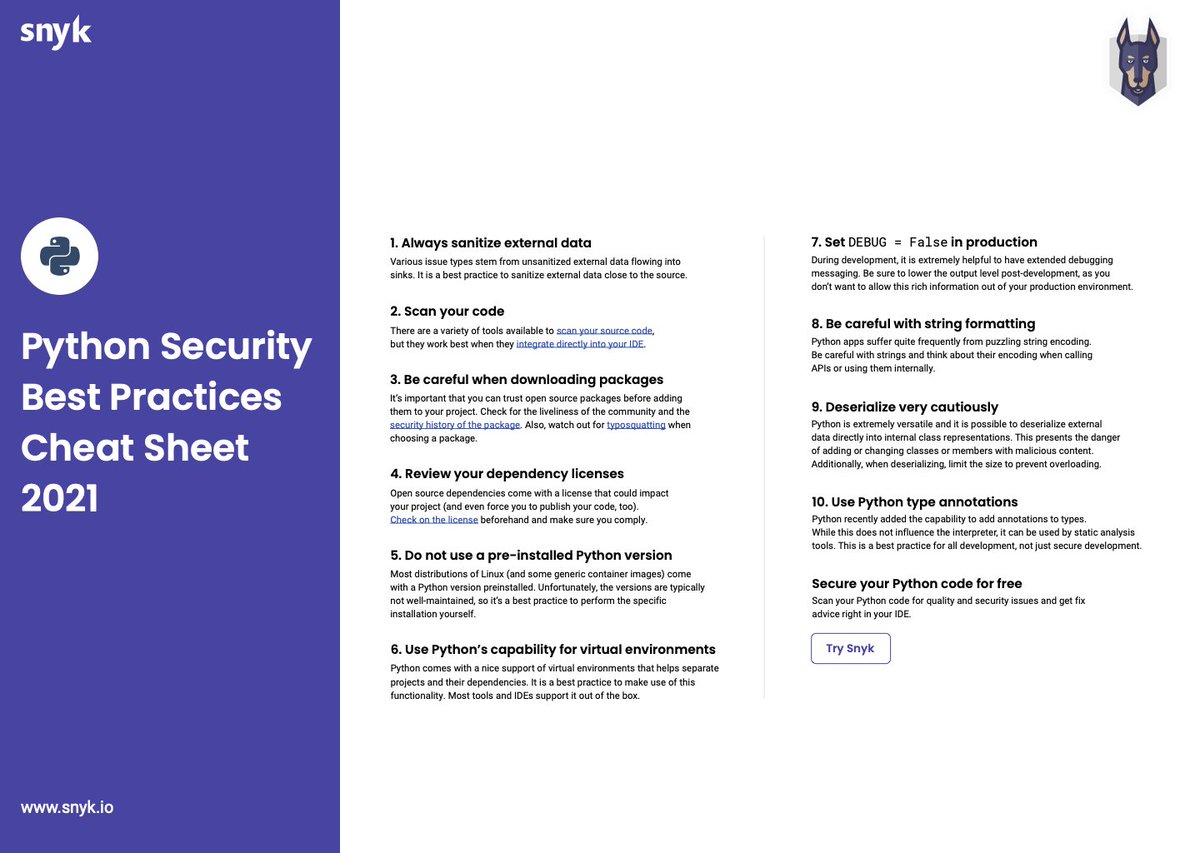 snyk
Python Security
Best Practices
Cheat Sheet
2021
www.snyk.io
1. Always sanitize external data
Various issue types stem from unsanitized external data flowing into
sinks. It is a best practice to sanitize external data close to the source.
2. Scan your code
There are a variety of tools available to scan your source code,
but they work best when they integrate directly into your IDE.
3. Be careful when downloading packages
It’s important that you can trust open source packages before adding
them to your project. Check for the liveliness of the community and the
security history of the package. Also, watch out for typosquatting when
choosing a package.
4. Review your dependency licenses
Open source dependencies come with a license that could impact
your project (and even force you to publish your code, too).
Check on the license beforehand and make sure you comply.
5. Do not use a pre-installed Python version
Most distributions of Linux (and some generic container images) come
with a Python version preinstalled. Unfortunately, the versions are typically
not well-maintained, so it’s a best practice to perform the specific
installation yourself.
6. Use Python’s capability for virtual environments
Python comes with a nice support of virtual environments that helps separate
projects and their dependencies. It is a best practice to make use of this
functionality. Most tools and IDEs support it out of the box.
7. Set DEBUG = False in production
During development, it is extremely helpful to have extended debugging
messaging. Be sure to lower the output level post-development, as you
don’t want to allow this rich information out of your production environment.
8. Be careful with string formatting
Python apps suffer quite frequently from puzzling string encoding.
Be careful with strings and think about their encoding when calling
APIs or using them internally.
9. Deserialize very cautiously
Python is extremely versatile and it is possible to deserialize external
data directly into internal class representations. This presents the danger
of adding or changing classes or members with malicious content.
Additionally, when deserializing, limit the size to prevent overloading.
10. Use Python type annotations
Python recently added the capability to add annotations to types.
While this does not influence the interpreter, it can be used by static analysis
tools. This is a best practice for all development, not just secure development.
Secure your Python code for free
Scan your Python code for quality and security issues and get fix
advice right in your IDE.
Try Snyk